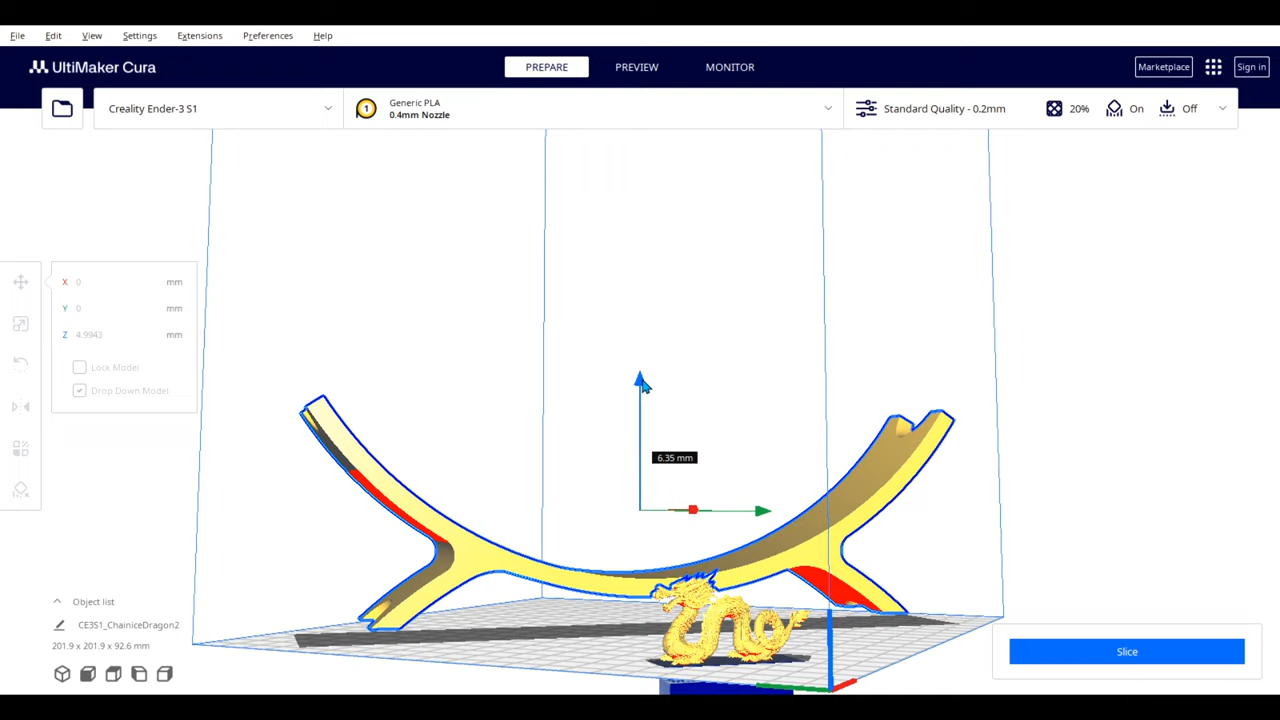 File Edit View Settings Extensions Preferences Help
UltiMaker Cura PREPARE PREVIEW MONITOR Marketplace Sign in
Creality Ender-3 S1
1 Generic PLA
0.4mm Nozzle
Standard Quality - 0.2mm 20% On Off
X 0 mm
Y 0 mm
Z 4.9943 mm
Lock Model
Drop Down Model
6.35 mm
Object list
CE3S1_ChainiceDragon2
201.9 x 201.9 x 92.6 mm
Slice